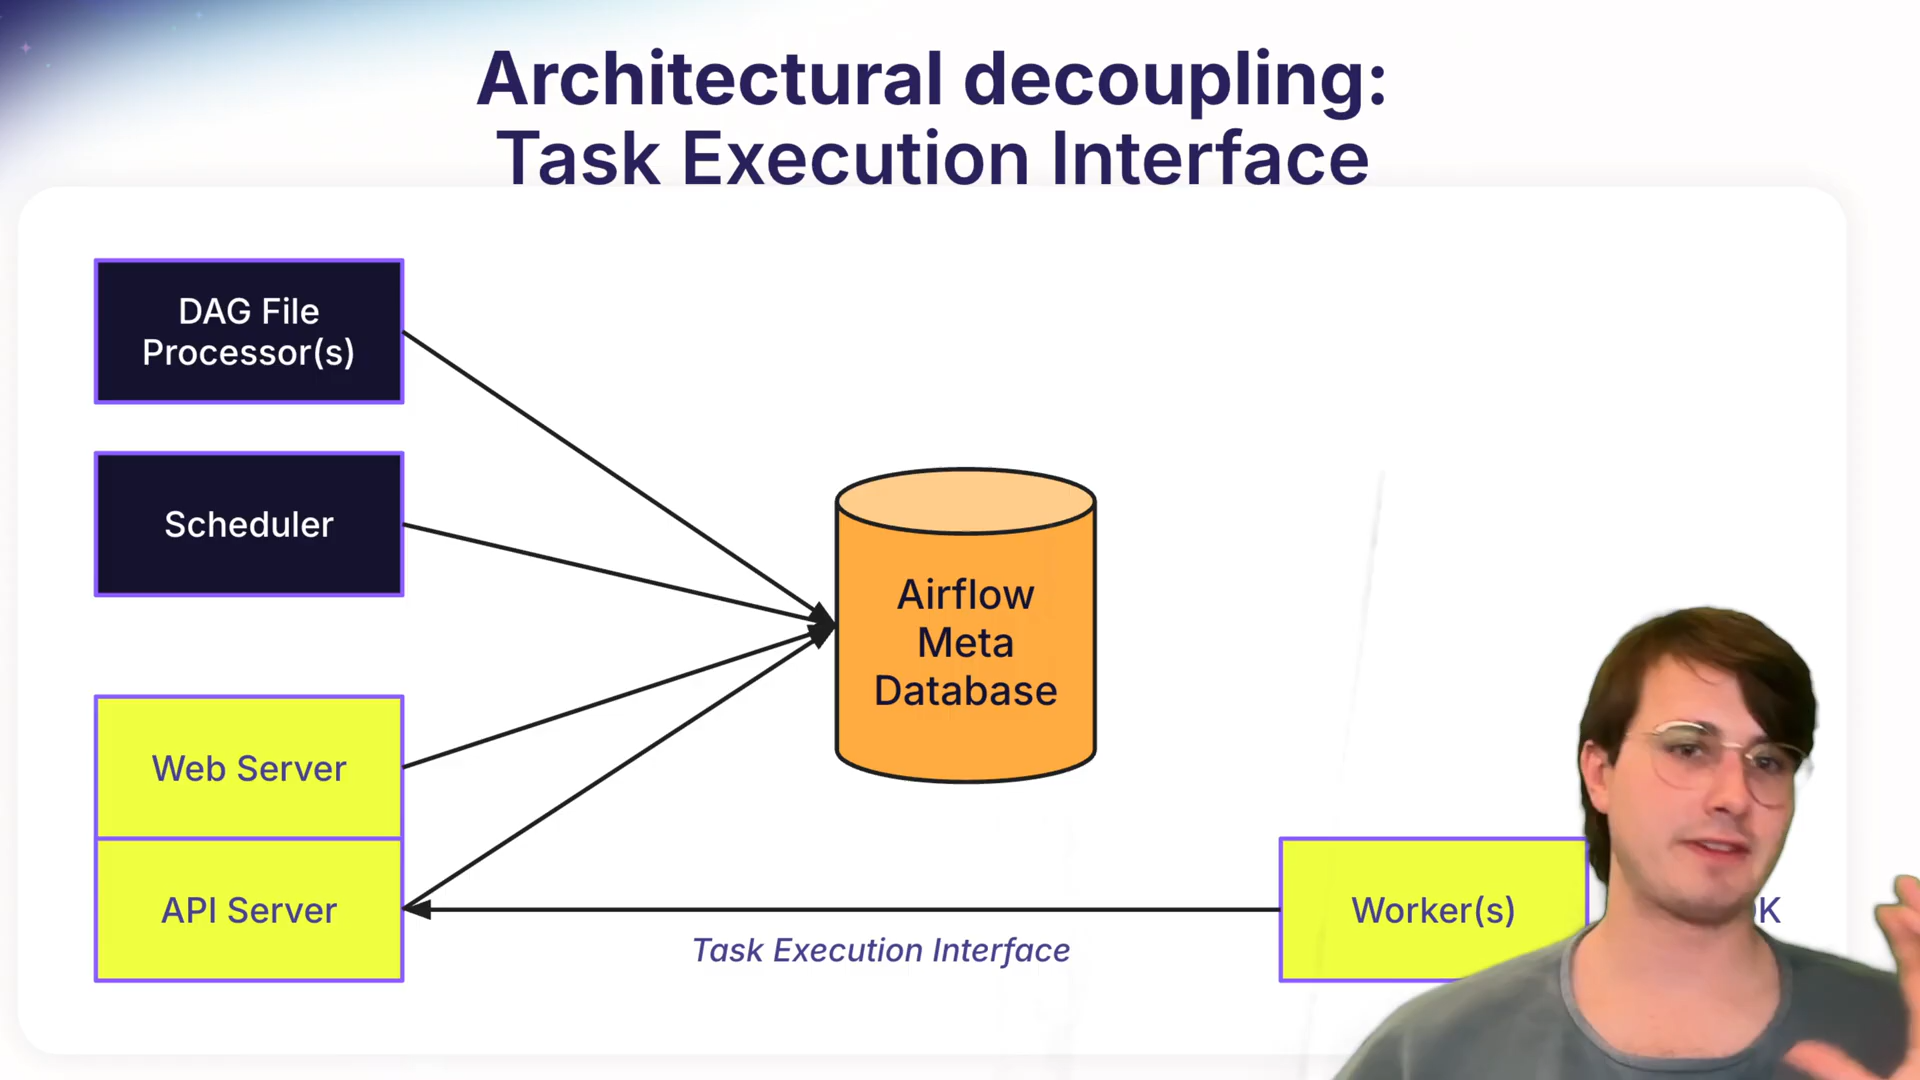 Architectural decoupling:
Task Execution Interface
DAG File
Processor(s)
Scheduler
Airflow
Meta
Database
Web Server
API Server
Worker(s)
Task Execution Interface